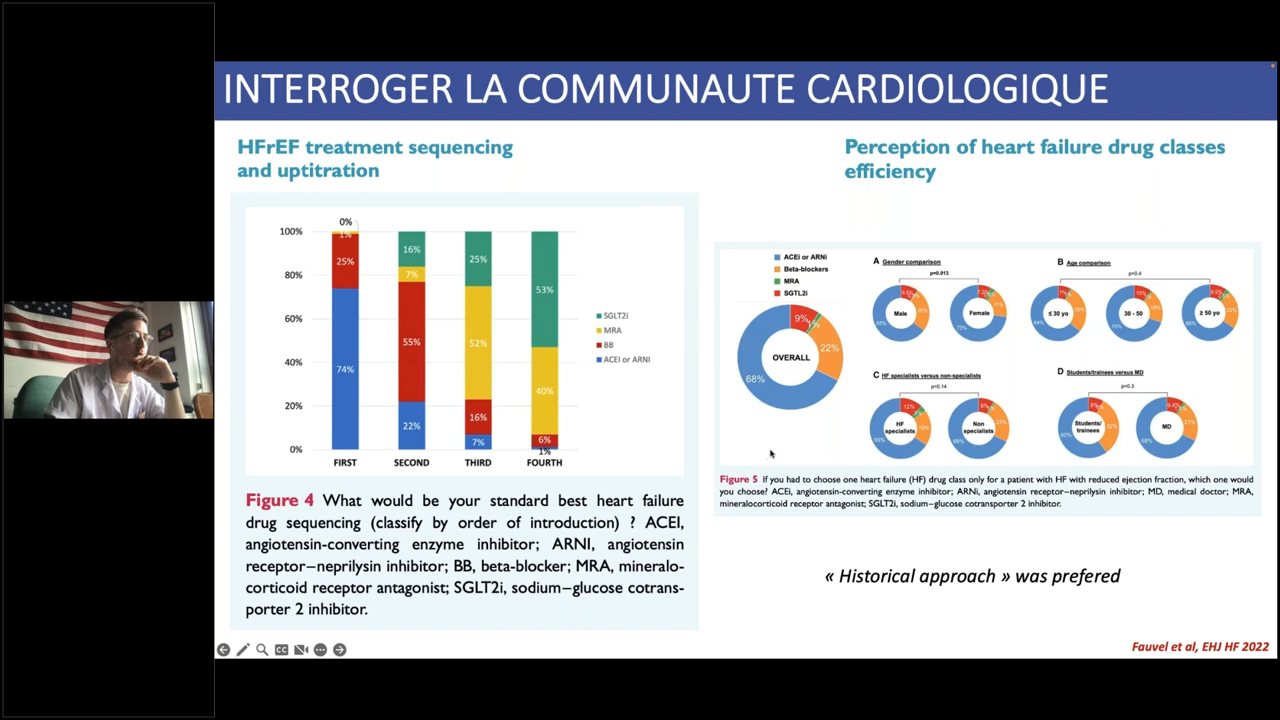 INTERROGER LA COMMUNAUTE CARDIOLOGIQUE
HFrEF treatment sequencing
and uptitration
0%
100%
80%
60%
40%
20%
0%
1%
25%
74%
16%
7%
55%
22%
25%
52%
16%
7%
53%
40%
6%
1%
FIRST
SECOND
THIRD
FOURTH
SGLT2i
MRA
BB
ACEI or ARNI
Figure 4 What would be your standard best heart failure
drug sequencing (classify by order of introduction) ? ACEI,
angiotensin-converting enzyme inhibitor; ARNI, angiotensin
receptor–neprilysin inhibitor; BB, beta-blocker; MRA, mineralo-
corticoid receptor antagonist; SGLT2i, sodium–glucose cotrans-
porter 2 inhibitor.
Perception of heart failure drug classes
efficiency
ACEi or ARNi
Beta-blockers
MRA
SGTL2i
OVERALL
9%
22%
68%
A Gender comparison
p=0.013
Male
Female
73%
B Age comparison
p=0.4
≤ 30 yo
30 - 50
≥ 50 yo
C HF specialists versus non-specialists
p=0.14
HF
specialists
12%
Non
specialists
D Students/trainees versus MD
p=0.3
Students/
trainees
MD
Figure 5 If you had to choose one heart failure (HF) drug class only for a patient with HF with reduced ejection fraction, which one would
you choose? ACEi, angiotensin-converting enzyme inhibitor; ARNi, angiotensin receptor–neprilysin inhibitor; MD, medical doctor; MRA,
mineralocorticoid receptor antagonist; SGLT2i, sodium–glucose cotransporter 2 inhibitor.
« Historical approach » was prefered
Fauvel et al, EHJ HF 2022
CC